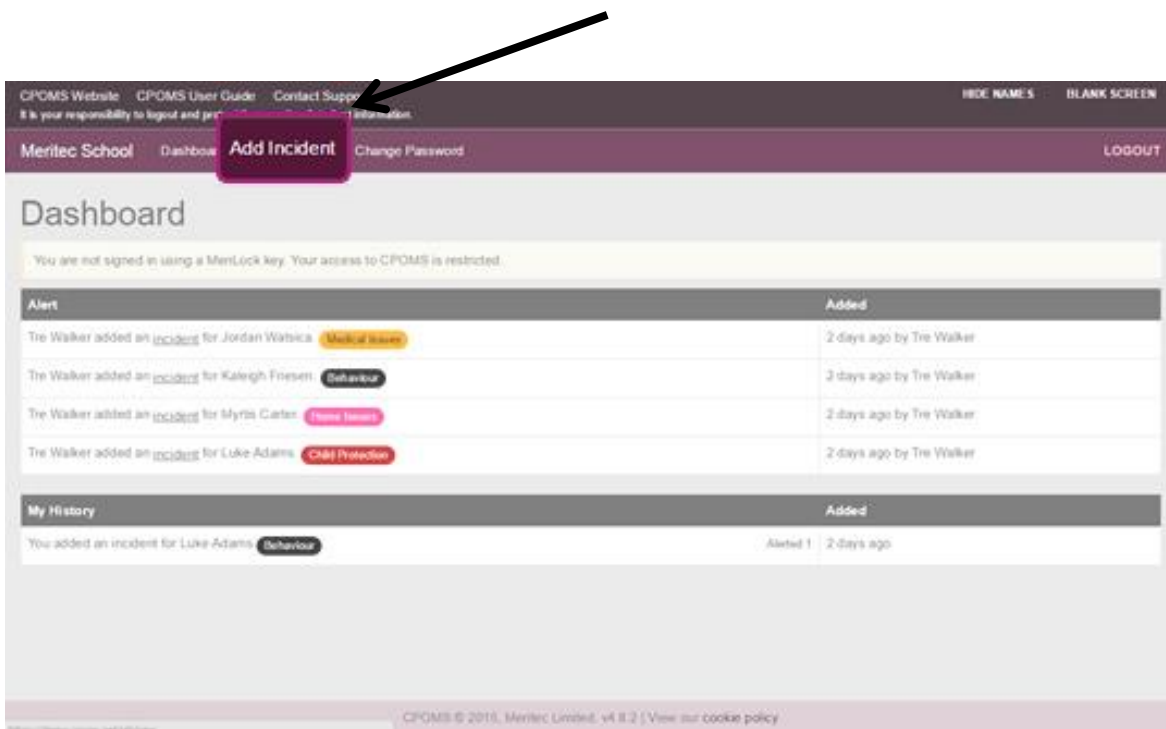 CPOMS Website CPOMS User Guide Contact Suppo
HIDE NAMES BLANK SCREEN
It is your responsibility to logout and information.
Meritec School Dashboa Add Incident Change Password LOGOUT
Dashboard
You are not signed in using a MeriLock key. Your access to CPOMS is restricted.
Alert Added
Tre Walker added an incident for Jordan Watsica. Medical Issues 2 days ago by Tre Walker
Tre Walker added an incident for Kaleigh Friesen. Behaviour 2 days ago by Tre Walker
Tre Walker added an incident for Myrtis Carter. Home Issues 2 days ago by Tre Walker
Tre Walker added an incident for Luke Adams. Child Protection 2 days ago by Tre Walker
My History Added
You added an incident for Luke Adams Behaviour Alerted 1 2 days ago
CPOMS © 2016, Meritec Limited. v4.8.2 | View our cookie policy